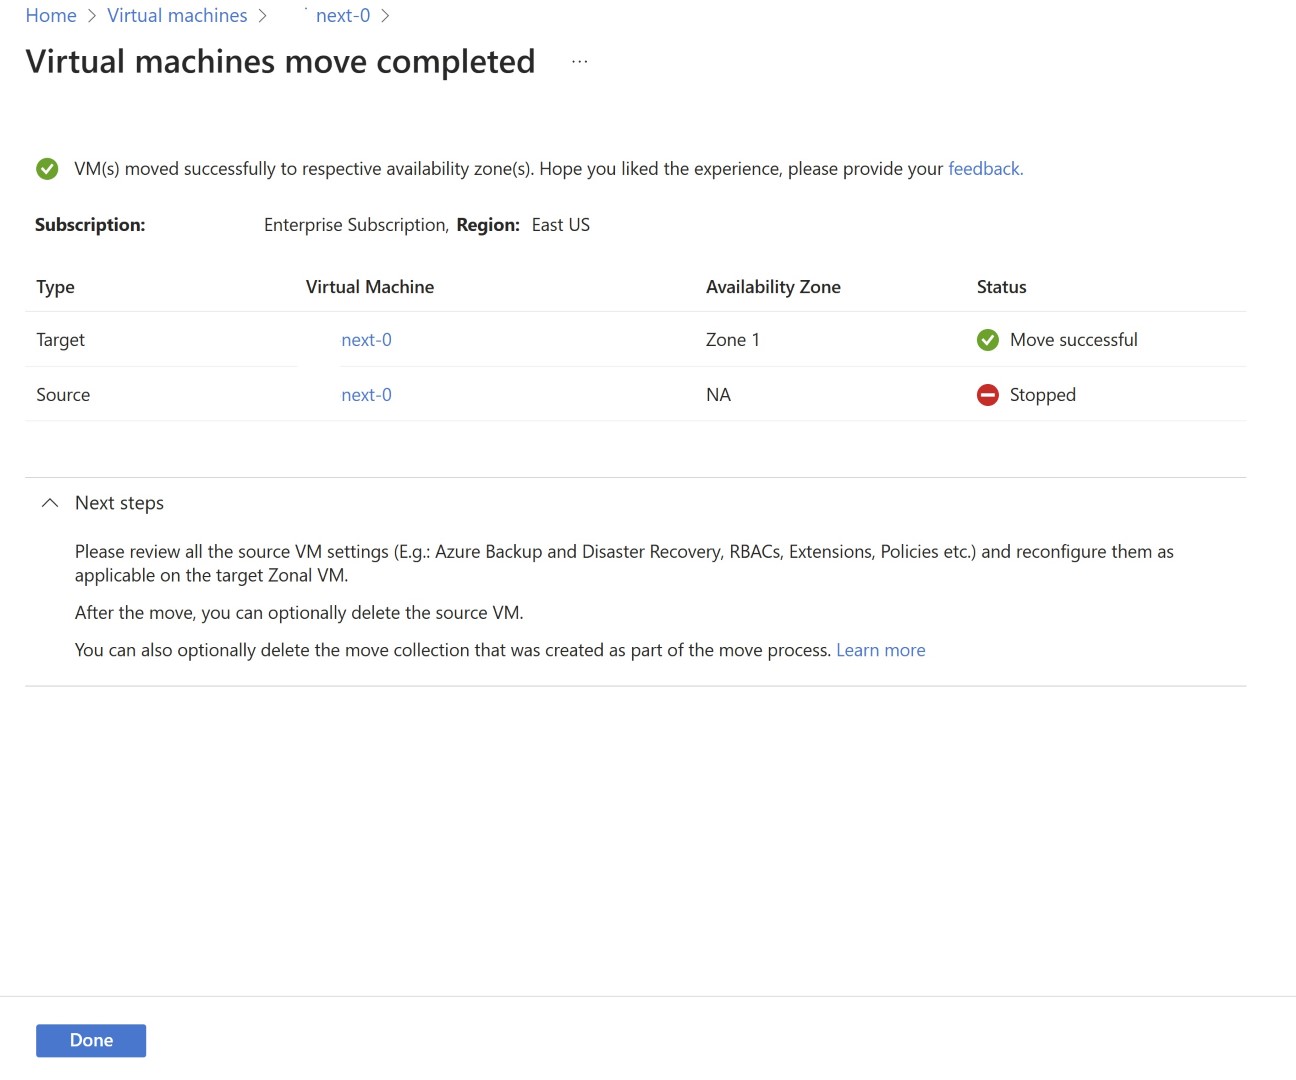 Home > Virtual machines > next-0 >
Virtual machines move completed ...
VM(s) moved successfully to respective availability zone(s). Hope you liked the experience, please provide your feedback.
Subscription: Enterprise Subscription, Region: East US
Type Virtual Machine Availability Zone Status
Target next-0 Zone 1 Move successful
Source next-0 NA Stopped
Next steps
Please review all the source VM settings (E.g.: Azure Backup and Disaster Recovery, RBACs, Extensions, Policies etc.) and reconfigure them as
applicable on the target Zonal VM.
After the move, you can optionally delete the source VM.
You can also optionally delete the move collection that was created as part of the move process. Learn more
Done